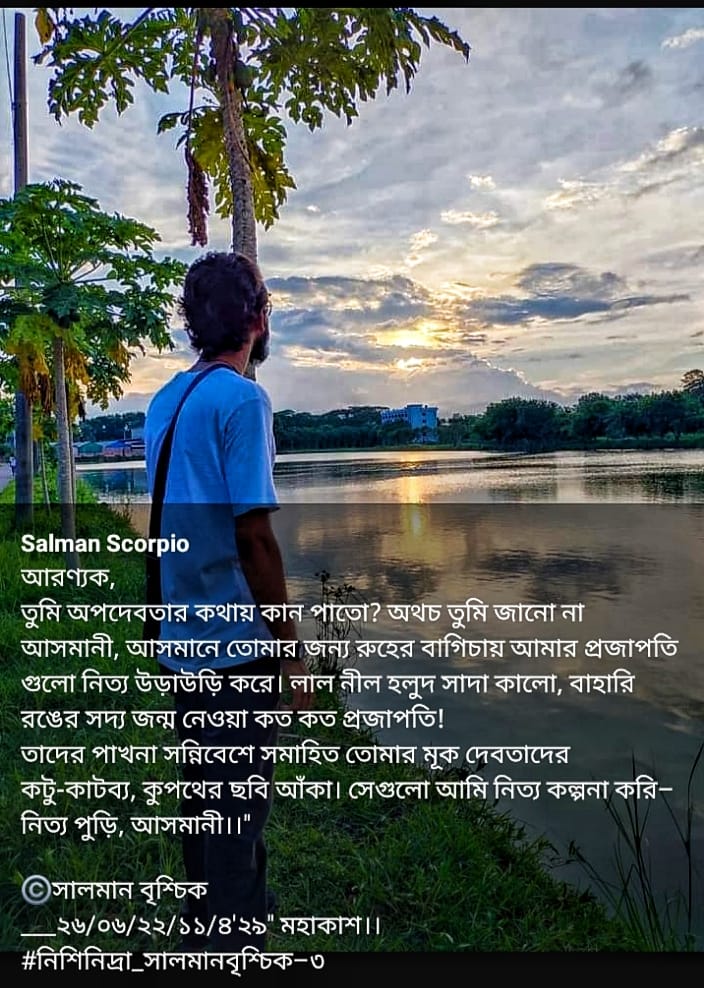 Salman Scorpio
আরণ্যক,
তুমি অপদেবতার কথায় কান পাতো? অথচ তুমি জানো না
আসমানী, আসমানে তোমার জন্য রুহের বাগিচায় আমার প্রজাপতি
গুলো নিত্য উড়াউড়ি করে। লাল নীল হলুদ সাদা কালো, বাহারি
রঙের সদ্য জন্ম নেওয়া কত কত প্রজাপতি!
তাদের পাখনা সন্নিবেশে সমাহিত তোমার মূক দেবতাদের
কটু-কাটব্য, কুপথের ছবি আঁকা। সেগুলো আমি নিত্য কল্পনা করি–
নিত্য পুড়ি, আসমানী।।"
©সালমান বৃশ্চিক
___২৬/০৬/২২/১১/৪'২৯" মহাকাশ।।
#নিশিনিদ্রা_সালমানবৃশ্চিক–৩